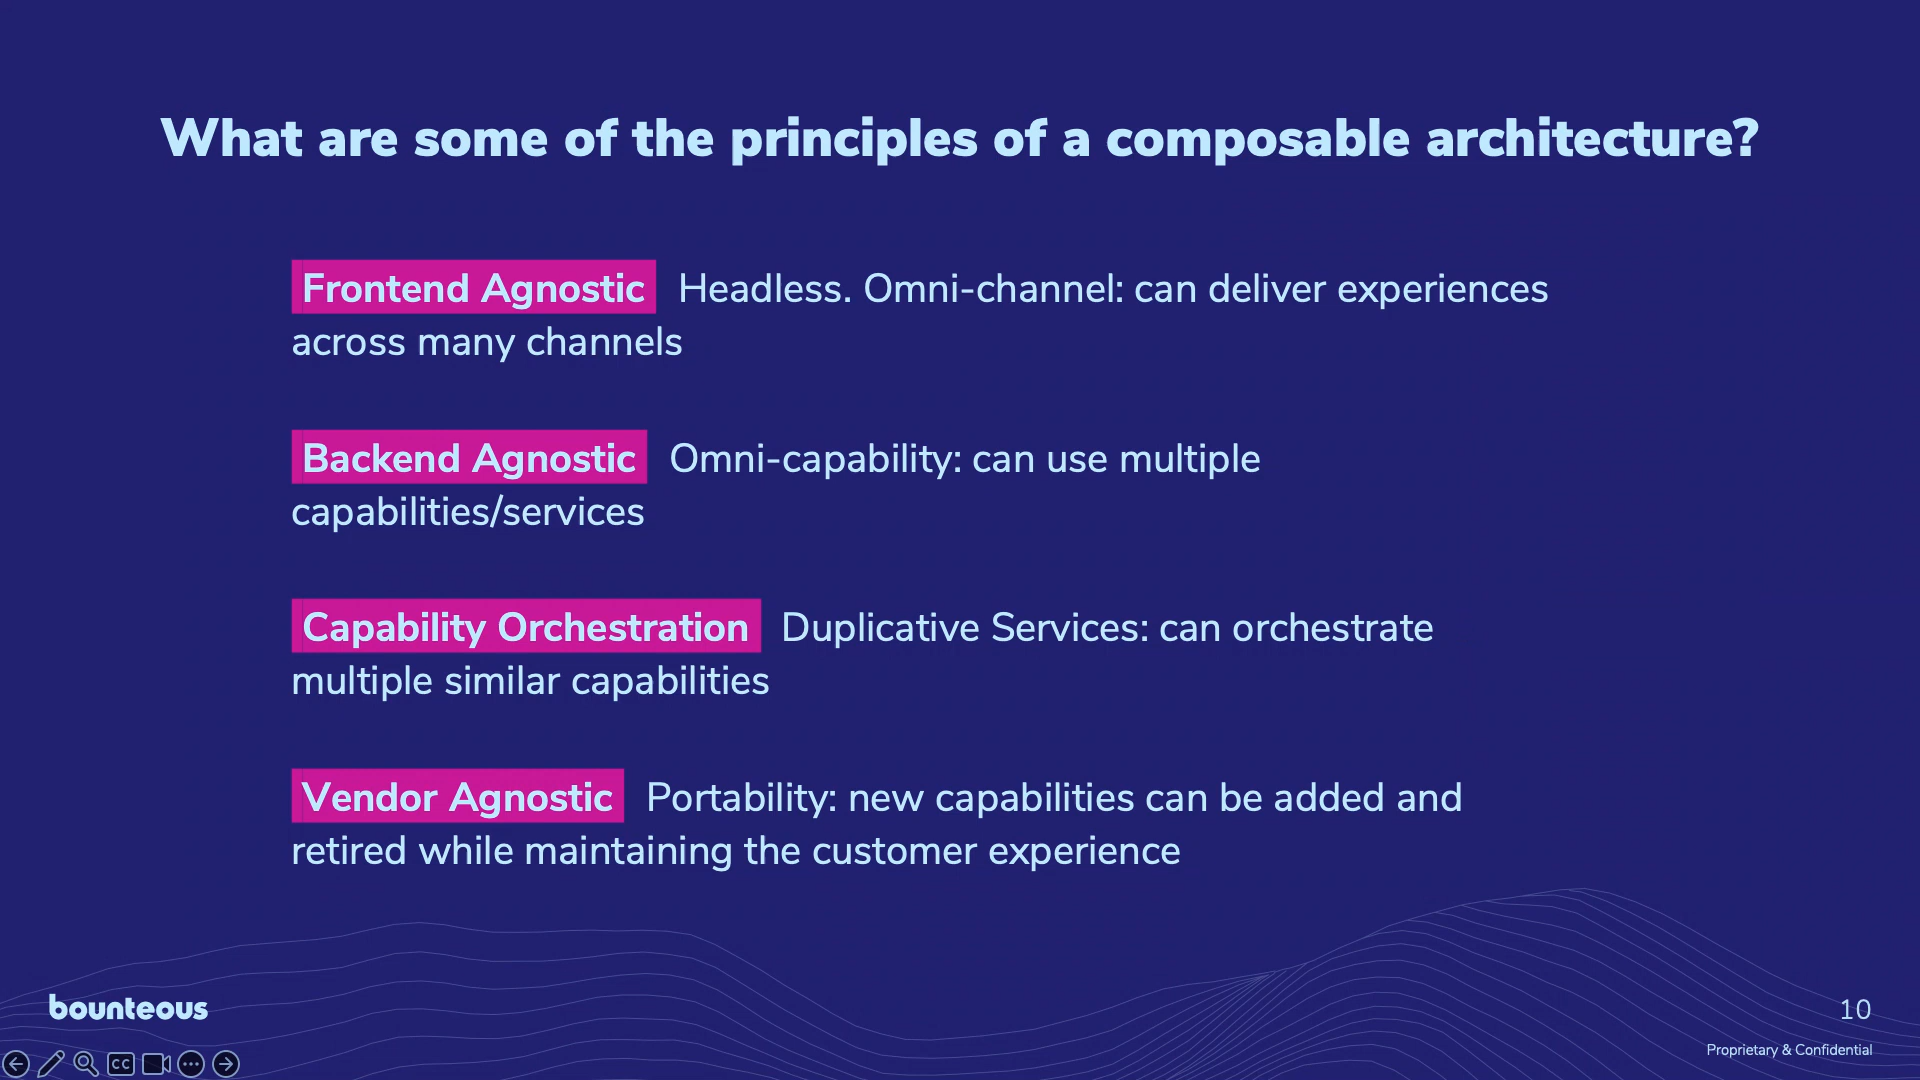 What are some of the principles of a composable architecture?
Frontend Agnostic Headless. Omni-channel: can deliver experiences
across many channels
Backend Agnostic Omni-capability: can use multiple
capabilities/services
Capability Orchestration Duplicative Services: can orchestrate
multiple similar capabilities
Vendor Agnostic Portability: new capabilities can be added and
retired while maintaining the customer experience
bounteous
10
Proprietary & Confidential
CC